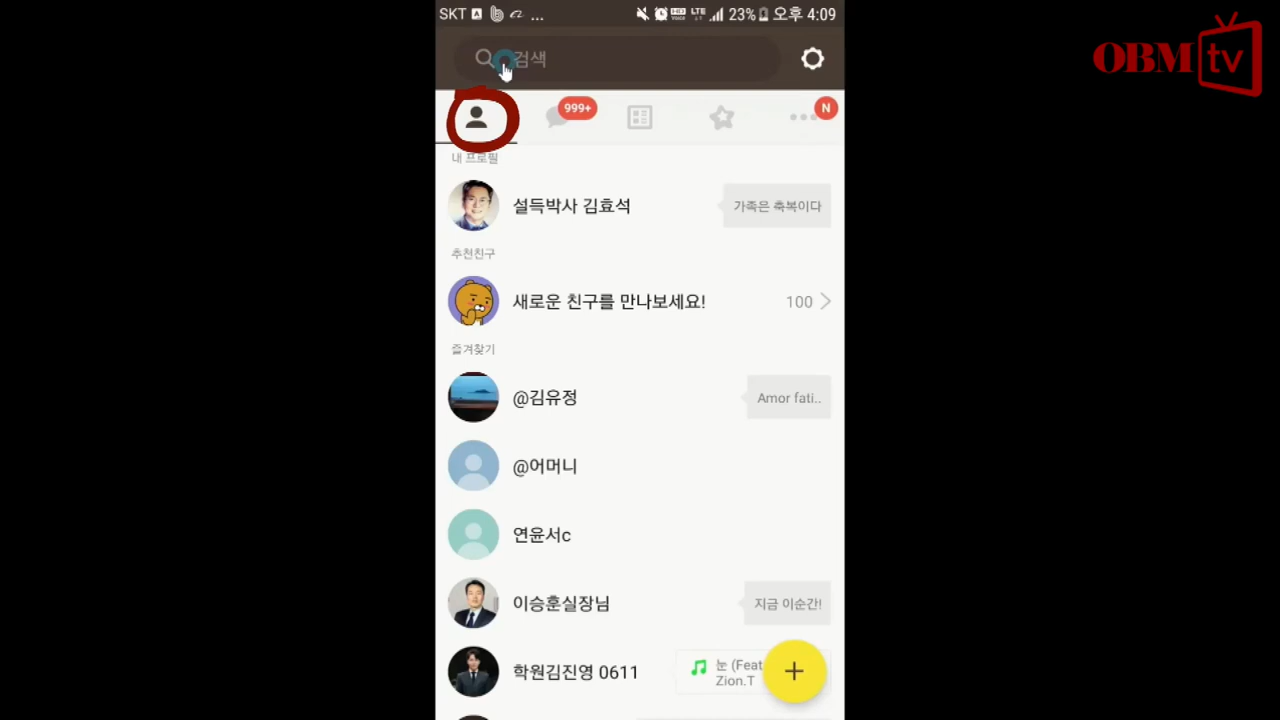 SKT
...
LTE
23%
오후 4:09
OBM tv
검색
999+
N
내 프로필
설득박사 김효석
가족은 축복이다
추천친구
새로운 친구를 만나보세요!
100
즐겨찾기
@김유정
Amor fati..
@어머니
연윤서c
이승훈실장님
지금 이순간!
학원김진영 0611
눈 (Feat
Zion.T